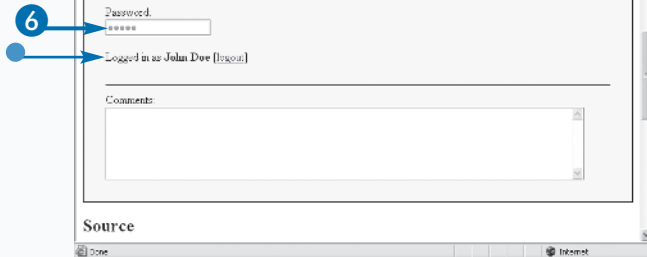 Password:
6
*****
Logged in as John Doe [logout]
Comments:
Source
Done
Internet